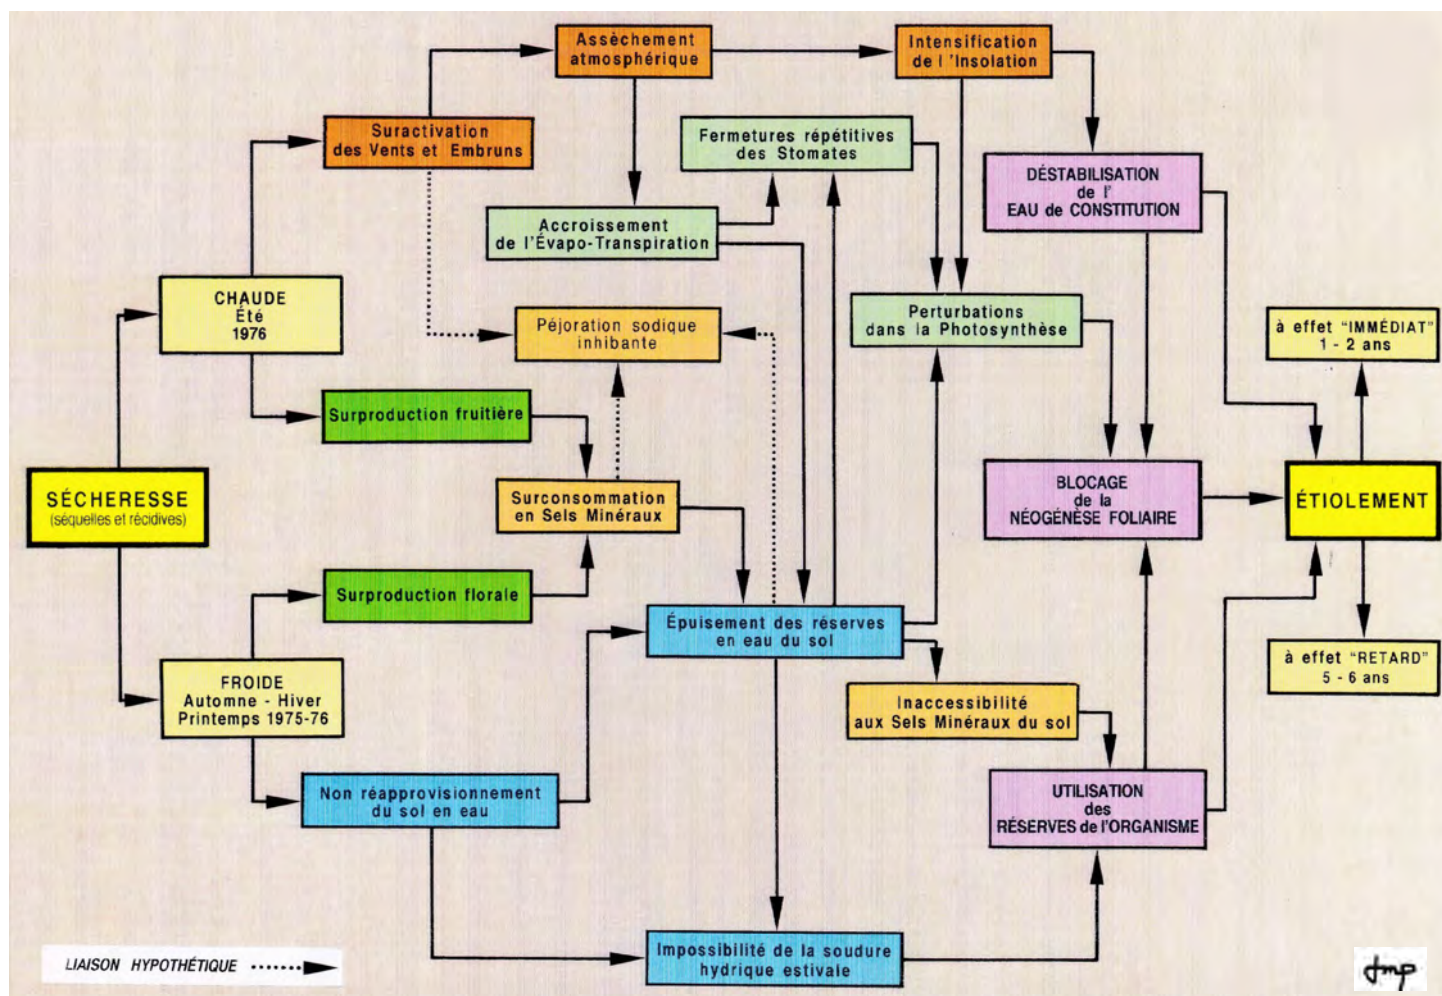 Assèchement
atmosphérique
Intensification
de l 'Insolation
Suractivation
des Vents et Embruns
Fermetures répétitives
des Stomates
DÉSTABILISATION
de l'
EAU de CONSTITUTION
Accroissement
de l'Évapo-Transpiration
CHAUDE
Été
1976
Péjoration sodique
inhibante
Perturbations
dans la Photosynthèse
à effet "IMMÉDIAT"
1 - 2 ans
Surproduction fruitière
SÉCHERESSE
(séquelles et récidives)
Surconsommation
en Sels Minéraux
BLOCAGE
de la
NÉOGÉNÈSE FOLIAIRE
ÉTIOLEMENT
Surproduction florale
Épuisement des réserves
en eau du sol
à effet "RETARD"
5 - 6 ans
FROIDE
Automne - Hiver
Printemps 1975-76
Inaccessibilité
aux Sels Minéraux du sol
Non réapprovisionnement
du sol en eau
UTILISATION
des
RÉSERVES de l'ORGANISME
Impossibilité de la soudure
hydrique estivale
LIAISON HYPOTHÉTIQUE
jmp